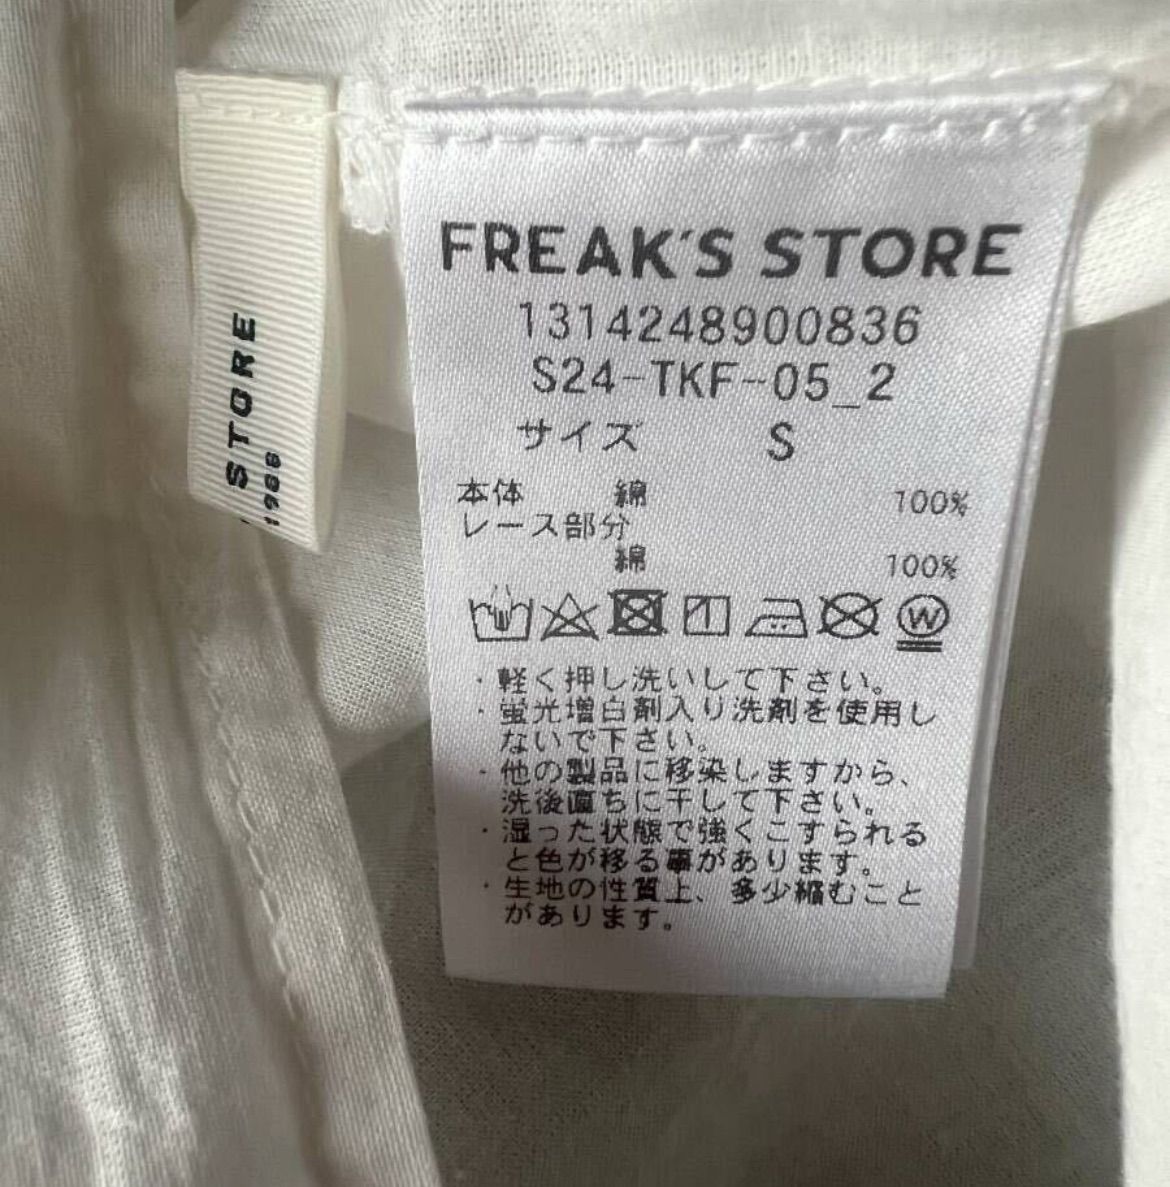 STORE
1986
FREAK'S STORE
1314248900836
S24-TKF-05_2
サイズ S
本体 綿 100%
レース部分
綿 100%
W
・軽く押し洗いして下さい。
・蛍光増白剤入り洗剤を使用し
ないで下さい。
・他の製品に移染しますから、
洗後直ちに干して下さい。
・湿った状態で強くこすられる
と色が移る事があります。
・生地の性質上、多少縮むこと
があります。